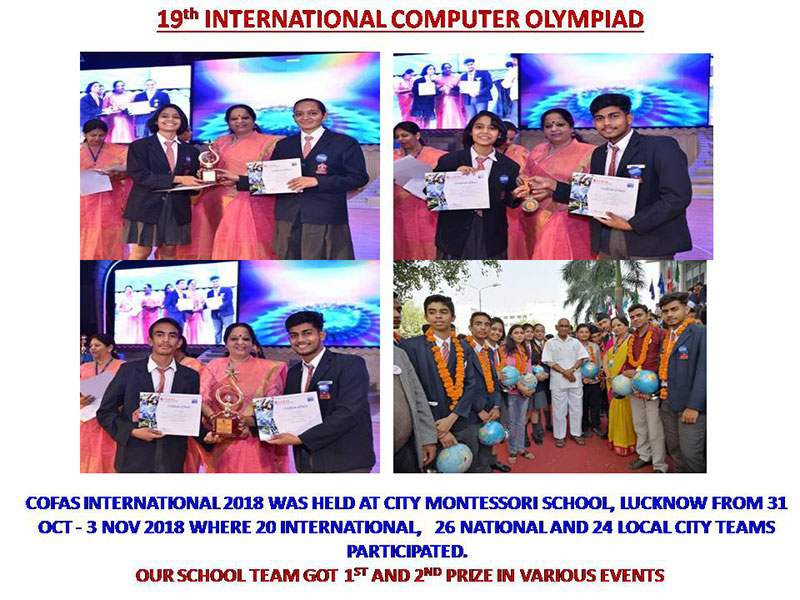 19th INTERNATIONAL COMPUTER OLYMPIAD
COFAS INTERNATIONAL 2018 WAS HELD AT CITY MONTESSORI SCHOOL, LUCKNOW FROM 31
OCT - 3 NOV 2018 WHERE 20 INTERNATIONAL, 26 NATIONAL AND 24 LOCAL CITY TEAMS
PARTICIPATED.
OUR SCHOOL TEAM GOT 1ST AND 2ND PRIZE IN VARIOUS EVENTS